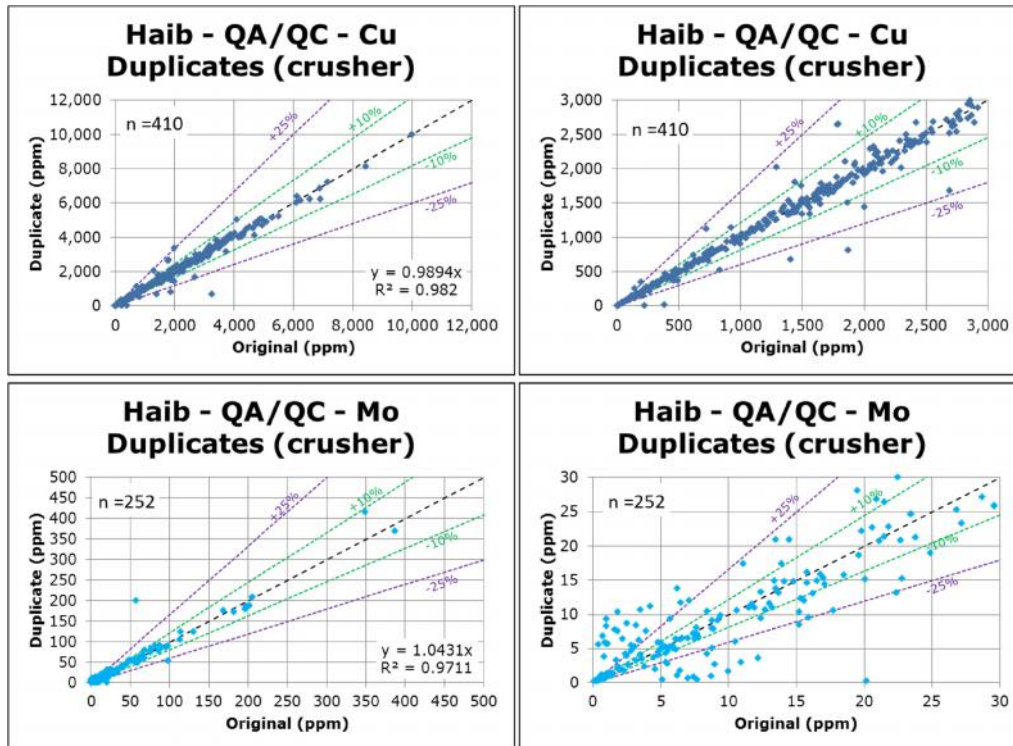 Haib - QA/QC - Cu
Duplicates (crusher)
12,000
10,000
8,000
6,000
4,000
2,000
0
Duplicate (ppm)
n =410
+25%
+10%
-10%
-25%
y = 0.9894x
R² = 0.982
0 2,000 4,000 6,000 8,000 10,000 12,000
Original (ppm)
Haib - QA/QC - Cu
Duplicates (crusher)
3,000
2,500
2,000
1,500
1,000
500
0
Duplicate (ppm)
n =410
+25%
+10%
-10%
-25%
0 500 1,000 1,500 2,000 2,500 3,000
Original (ppm)
Haib - QA/QC - Mo
Duplicates (crusher)
500
450
400
350
300
250
200
150
100
50
0
Duplicate (ppm)
n =252
+25%
+10%
-10%
-25%
y = 1.0431x
R² = 0.9711
0 50 100 150 200 250 300 350 400 450 500
Original (ppm)
Haib - QA/QC - Mo
Duplicates (crusher)
30
25
20
15
10
5
0
Duplicate (ppm)
n =252
+25%
+10%
-10%
-25%
0 5 10 15 20 25 30
Original (ppm)